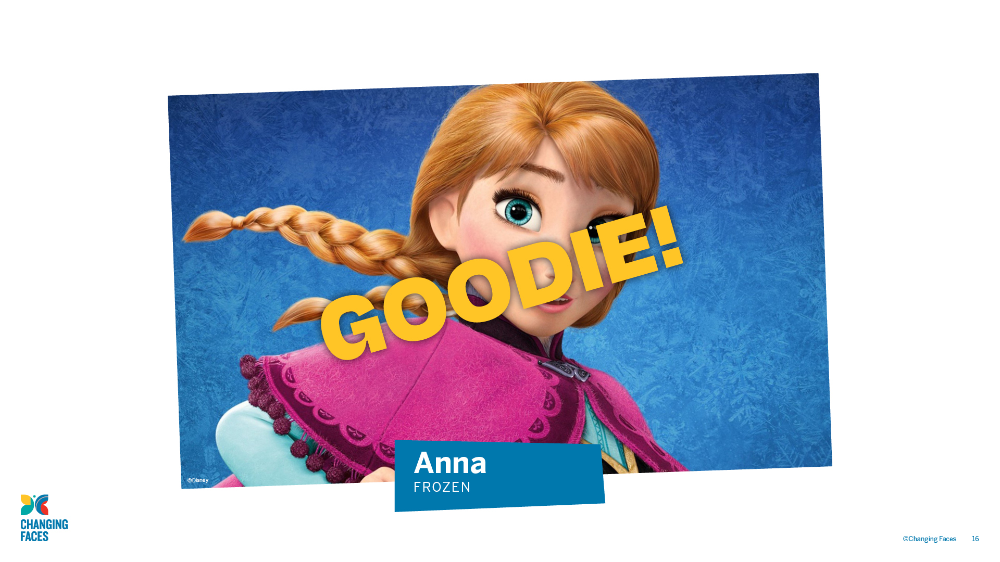 GOODIE!
Anna
FROZEN
©Disney
CHANGING
FACES
©Changing Faces 16